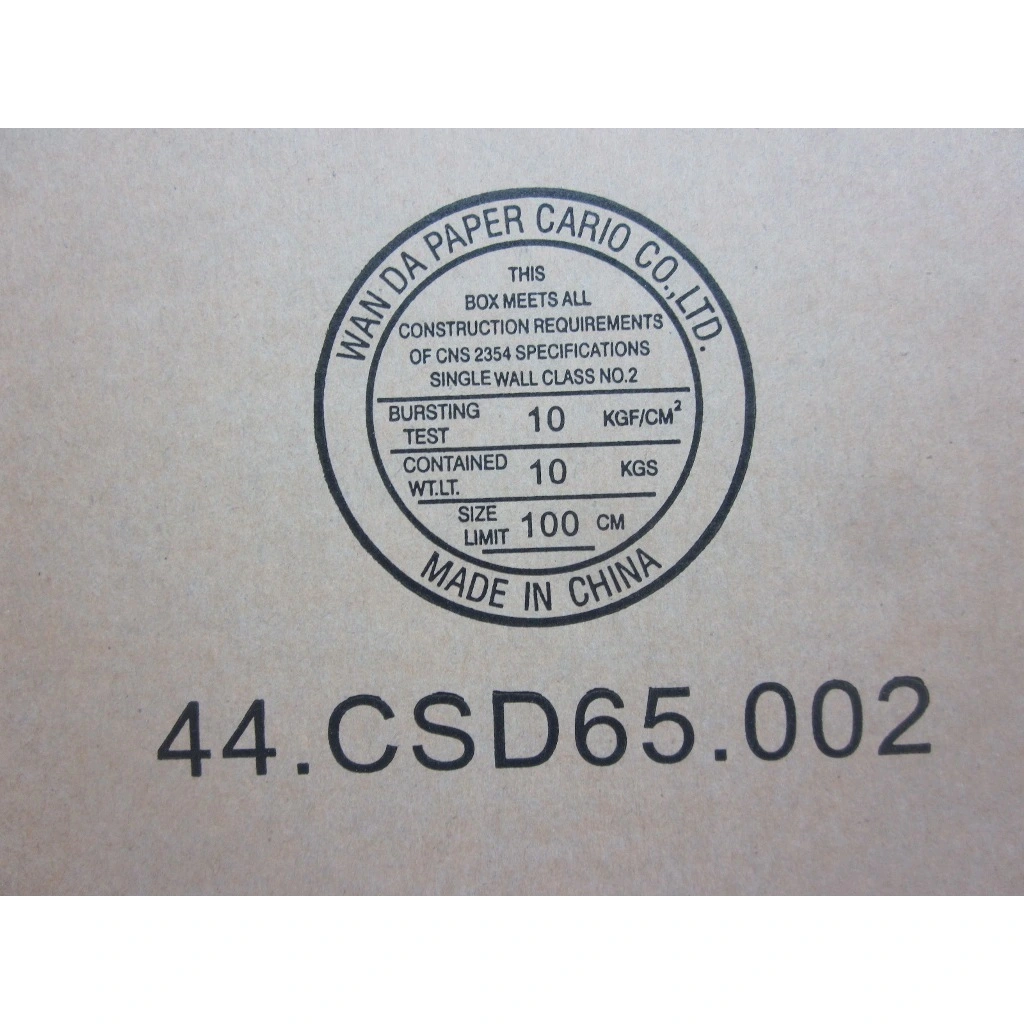 WAN DA PAPER CARIO CO.,LTD.
THIS
BOX MEETS ALL
CONSTRUCTION REQUIREMENTS
OF CNS 2354 SPECIFICATIONS
SINGLE WALL CLASS NO.2
BURSTING TEST 10 KGF/CM²
CONTAINED WT.LT. 10 KGS
SIZE LIMIT 100 CM
MADE IN CHINA
44.CSD65.002